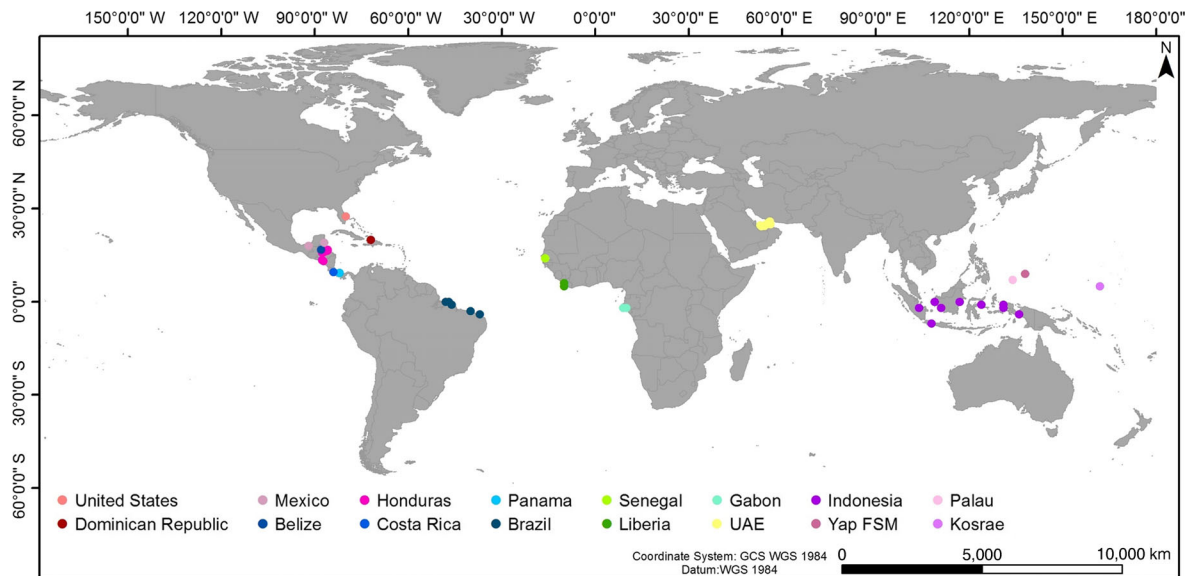 150°0'0" W 120°0'0" W 90°0'0" W 60°0'0" W 30°0'0" W 0°0'0" 30°0'0" E 60°0'0" E 90°0'0" E 120°0'0" E 150°0'0" E 180°0'0"
N
60°0'0" N
30°0'0" N
0°0'0"
30°0'0" S
60°0'0" S
United States Mexico Honduras Panama Senegal Gabon Indonesia Palau
Dominican Republic Belize Costa Rica Brazil Liberia UAE Yap FSM Kosrae
Coordinate System: GCS WGS 1984
Datum:WGS 1984
0 5,000 10,000 km